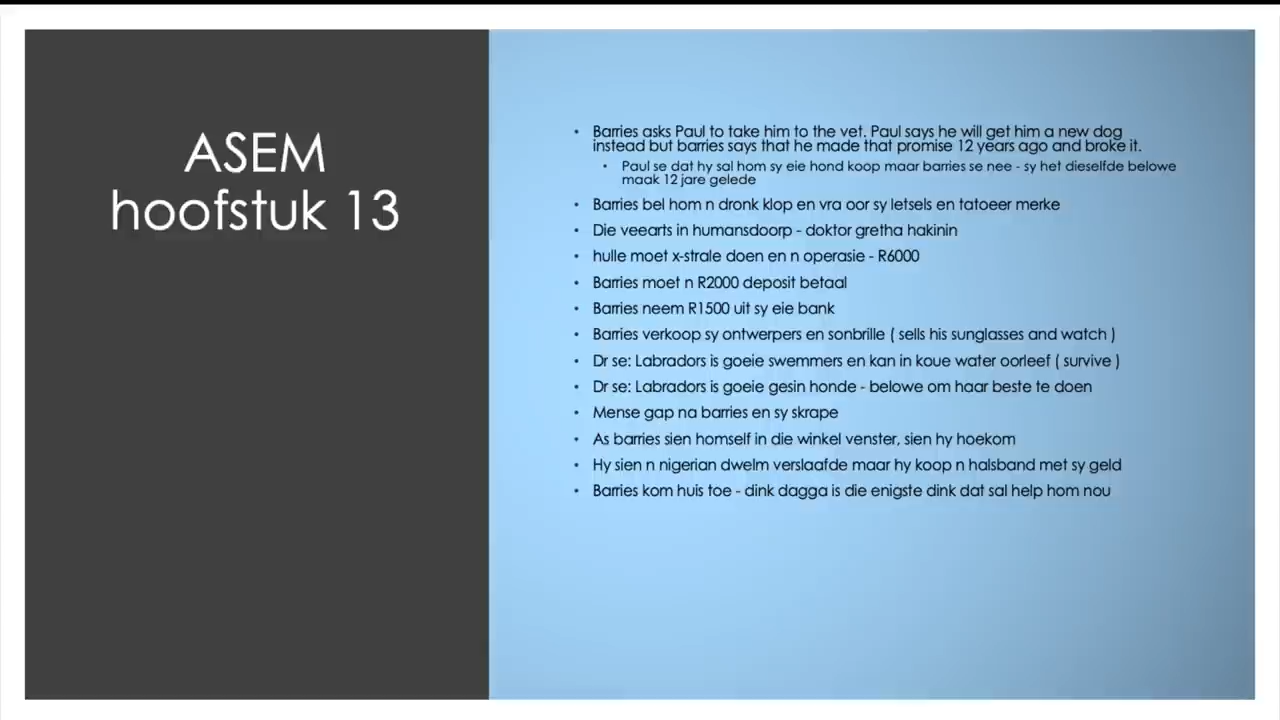 ASEM
hoofstuk 13
• Barries asks Paul to take him to the vet. Paul says he will get him a new dog
instead but barries says that he made that promise 12 years ago and broke it.
• Paul se dat hy sal hom sy eie hond koop maar barries se nee - sy het dieselfde belowe
maak 12 jare gelede
• Barries bel hom n dronk klop en vra oor sy letsels en tatoeer merke
• Die veearts in humansdoorp - doktor gretha hakinin
• hulle moet x-strale doen en n operasie - R6000
• Barries moet n R2000 deposit betaal
• Barries neem R1500 uit sy eie bank
• Barries verkoop sy ontwerpers en sonbrille ( sells his sunglasses and watch )
• Dr se: Labradors is goeie swemmers en kan in koue water oorleef ( survive )
• Dr se: Labradors is goeie gesin honde - belowe om haar beste te doen
• Mense gap na barries en sy skrape
• As barries sien homself in die winkel venster, sien hy hoekom
• Hy sien n nigerian dwelm verslaafde maar hy koop n halsband met sy geld
• Barries kom huis toe - dink dagga is die enigste dink dat sal help hom nou